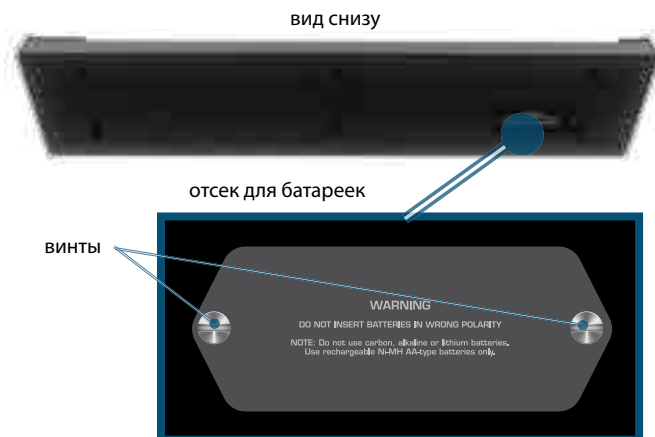 вид снизу
отсек для батареек
винты
WARNING
DO NOT INSERT BATTERIES IN WRONG POLARITY
NOTE: Do not use carbon, alkaline or lithium batteries.
Use rechargeable Ni-MH AA-type batteries only.